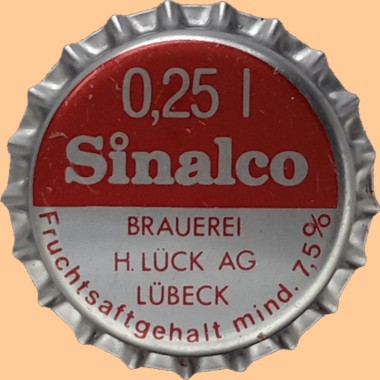 0,25 l
Sinalco
BRAUEREI
H. LÜCK AG
LÜBECK
Fruchtsaftgehalt mind. 7,5%